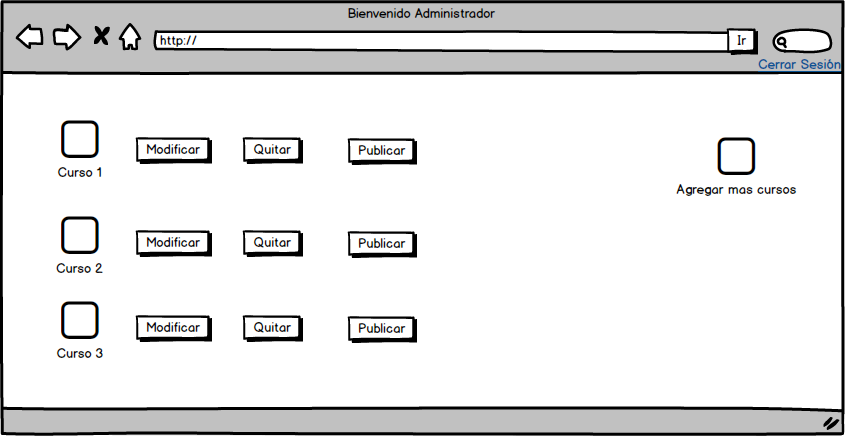 Bienvenido Administrador
http://
Ir
Cerrar Sesión
Modificar Quitar Publicar
Curso 1
Agregar mas cursos
Modificar Quitar Publicar
Curso 2
Modificar Quitar Publicar
Curso 3